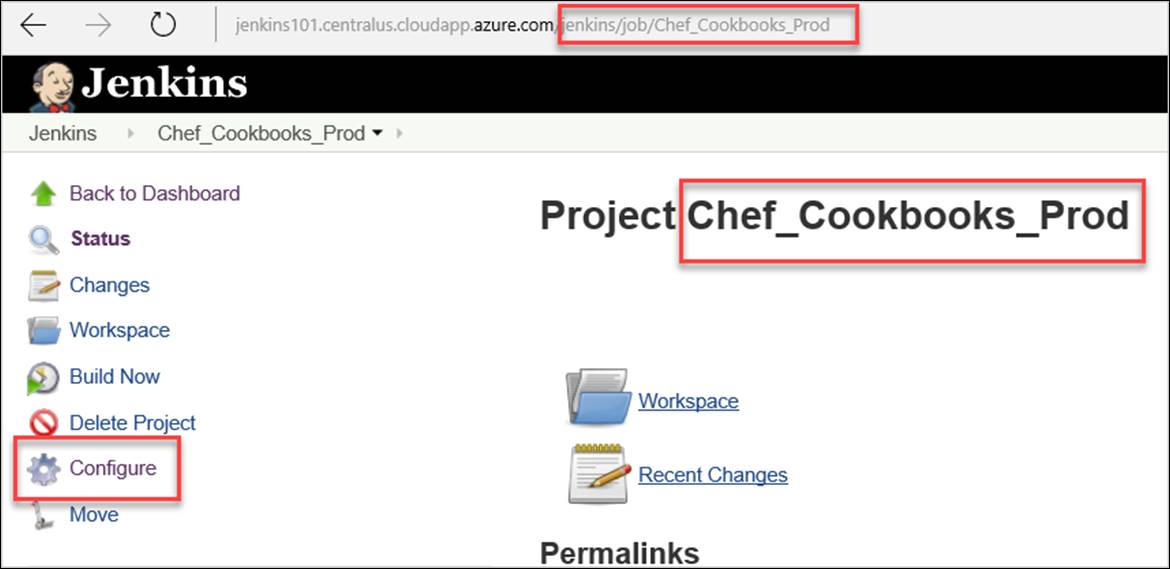 jenkins101.centralus.cloudapp.azure.com/jenkins/job/Chef_Cookbooks_Prod
Jenkins
Jenkins Chef_Cookbooks_Prod
Back to Dashboard
Status
Changes
Workspace
Build Now
Delete Project
Configure
Move
Project Chef_Cookbooks_Prod
Workspace
Recent Changes
Permalinks